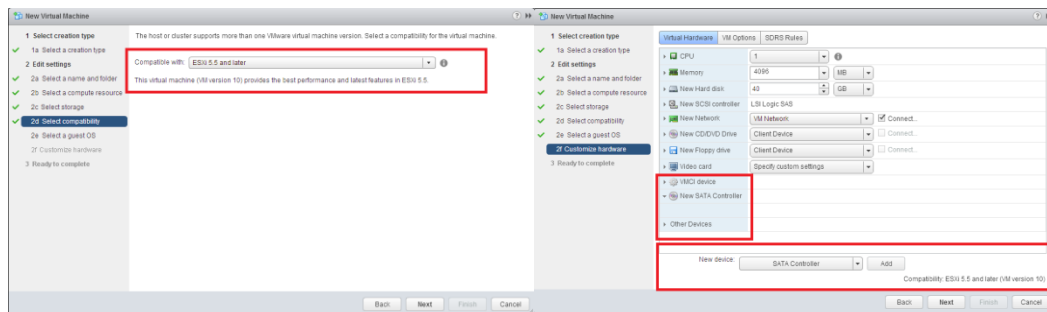 New Virtual Machine
1 Select creation type
1a Select a creation type
2 Edit settings
2a Select a name and folder
2b Select a compute resource
2c Select storage
2d Select compatibility
2e Select a guest OS
2f Customize hardware
3 Ready to complete
The host or cluster supports more than one VMware virtual machine version. Select a compatibility for the virtual machine.
Compatible with: ESXi 5.5 and later
This virtual machine (VM version 10) provides the best performance and latest features in ESXi 5.5.
Back Next Finish Cancel
New Virtual Machine
1 Select creation type
1a Select a creation type
2 Edit settings
2a Select a name and folder
2b Select a compute resource
2c Select storage
2d Select compatibility
2e Select a guest OS
2f Customize hardware
3 Ready to complete
Virtual Hardware VM Options SDRS Rules
CPU 1
Memory 4096 MB
New Hard disk 40 GB
New SCSI controller LSI Logic SAS
New Network VM Network Connect...
New CD/DVD Drive Client Device Connect...
New Floppy drive Client Device Connect...
Video card Specify custom settings
VMCI device
New SATA Controller
Other Devices
New device: SATA Controller Add
Compatibility: ESXi 5.5 and later (VM version 10)
Back Next Finish Cancel